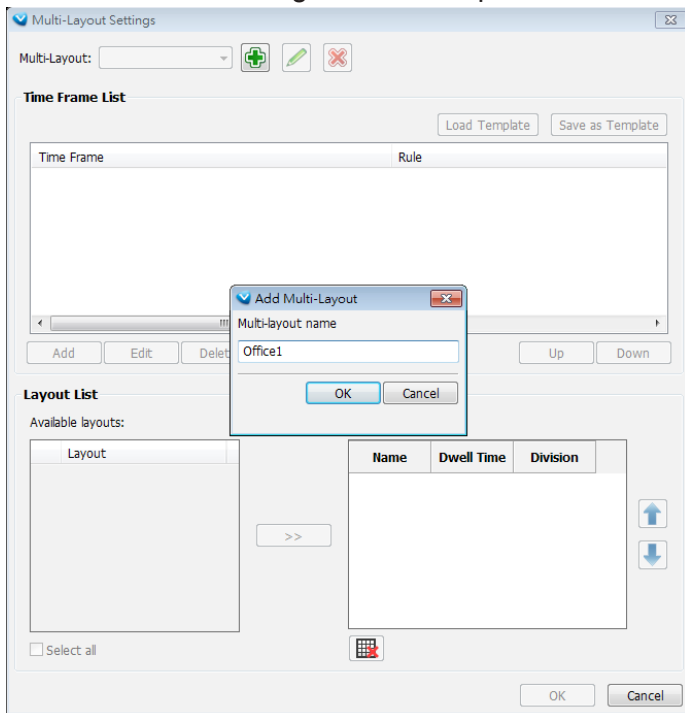 Multi-Layout Settings
Multi-Layout:
Time Frame List
Load Template Save as Template
Time Frame Rule
Add Multi-Layout
Multi-layout name
Office1
OK Cancel
Add Edit Delet Up Down
Layout List
Available layouts:
Layout
Name Dwell Time Division
>>
Select all
OK Cancel